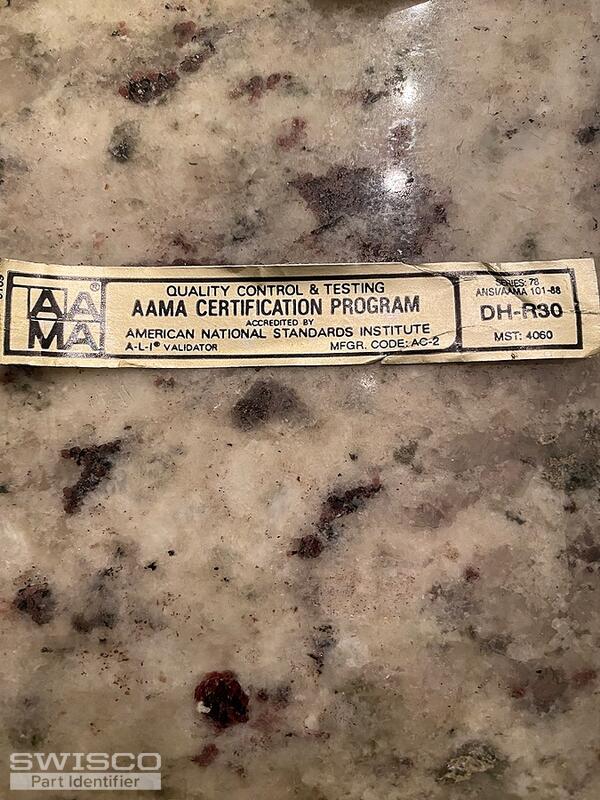 AAMA®
QUALITY CONTROL & TESTING
AAMA CERTIFICATION PROGRAM
ACCREDITED BY
AMERICAN NATIONAL STANDARDS INSTITUTE
A-L-I® VALIDATOR MFGR. CODE: AC-2
SERIES: 78
ANSI/AAMA 101-88
DH-R30
MST: 4060
SWISCO
Part Identifier